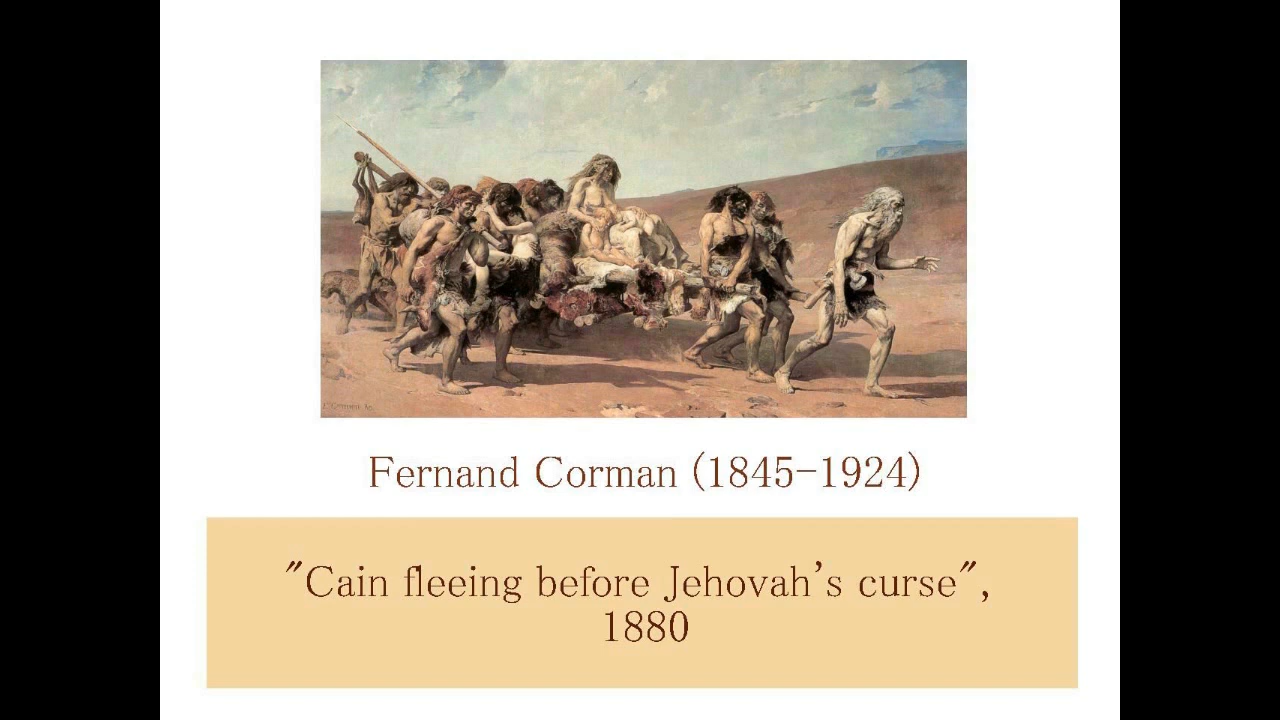 Fernand Corman (1845-1924)
"Cain fleeing before Jehovah's curse",
1880